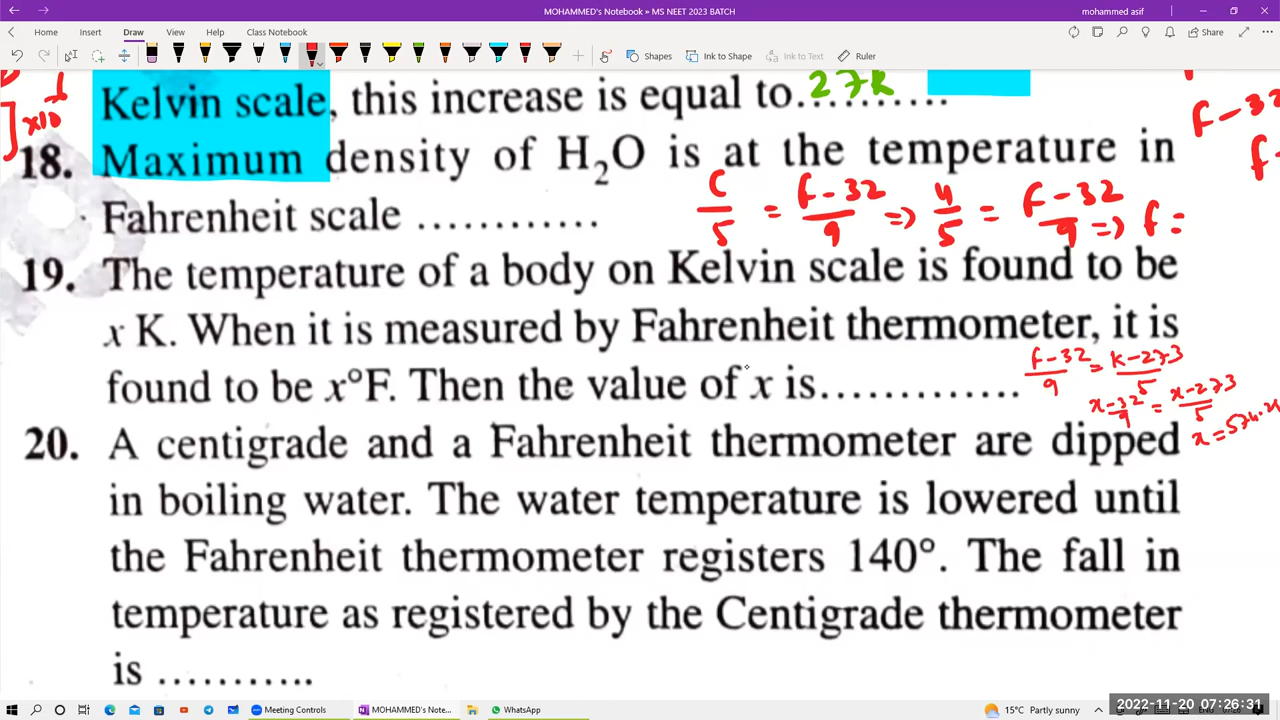 MOHAMMED's Notebook » MS NEET 2023 BATCH
mohammed asif
Home Insert Draw View Help Class Notebook
Share
Shapes Ink to Shape Ink to Text Ink to Math Ruler
Kelvin scale, this increase is equal to..........
27K
x10
F-32
18. Maximum density of H₂O is at the temperature in
Fahrenheit scale ............
C/5 = F-32/9 => 4/5 = F-32/9 => F =
19. The temperature of a body on Kelvin scale is found to be
x K. When it is measured by Fahrenheit thermometer, it is
found to be x°F. Then the value of x is.............
F-32/9 = K-273/5
x-32/9 = x-273/5
x = 574.
20. A centigrade and a Fahrenheit thermometer are dipped
in boiling water. The water temperature is lowered until
the Fahrenheit thermometer registers 140°. The fall in
temperature as registered by the Centigrade thermometer
is ...........
Meeting Controls
MOHAMMED's Note...
WhatsApp
15°C Partly sunny
2022-11-20 07:26:31